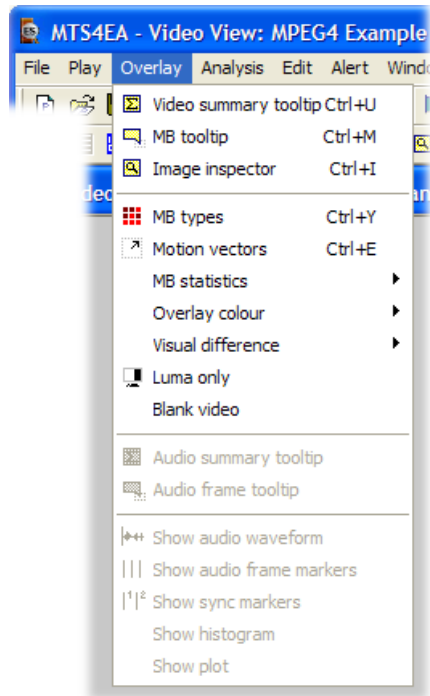 MTS4EA - Video View: MPEG4 Example
File Play Overlay Analysis Edit Alert
Video summary tooltip Ctrl+U
MB tooltip Ctrl+M
Image inspector Ctrl+I
MB types Ctrl+Y
Motion vectors Ctrl+E
MB statistics
Overlay colour
Visual difference
Luma only
Blank video
Audio summary tooltip
Audio frame tooltip
Show audio waveform
Show audio frame markers
Show sync markers
Show histogram
Show plot